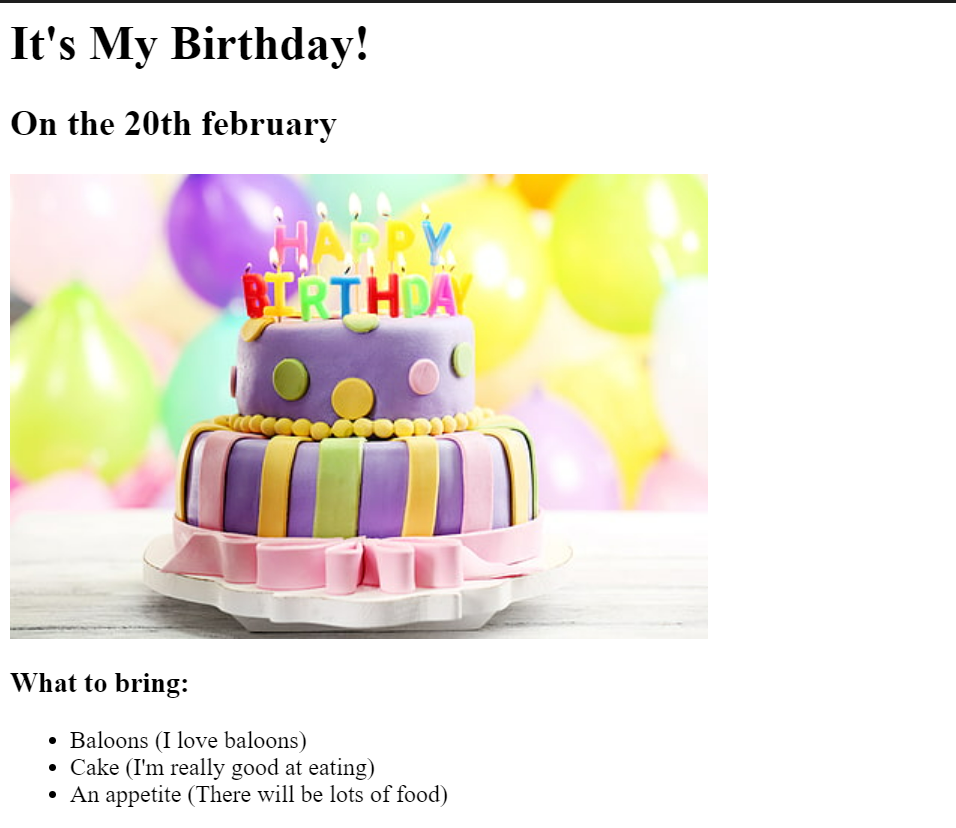 It's My Birthday!
On the 20th february
HAPPY
BIRTHDAY
What to bring:
Baloons (I love baloons)
Cake (I'm really good at eating)
An appetite (There will be lots of food)